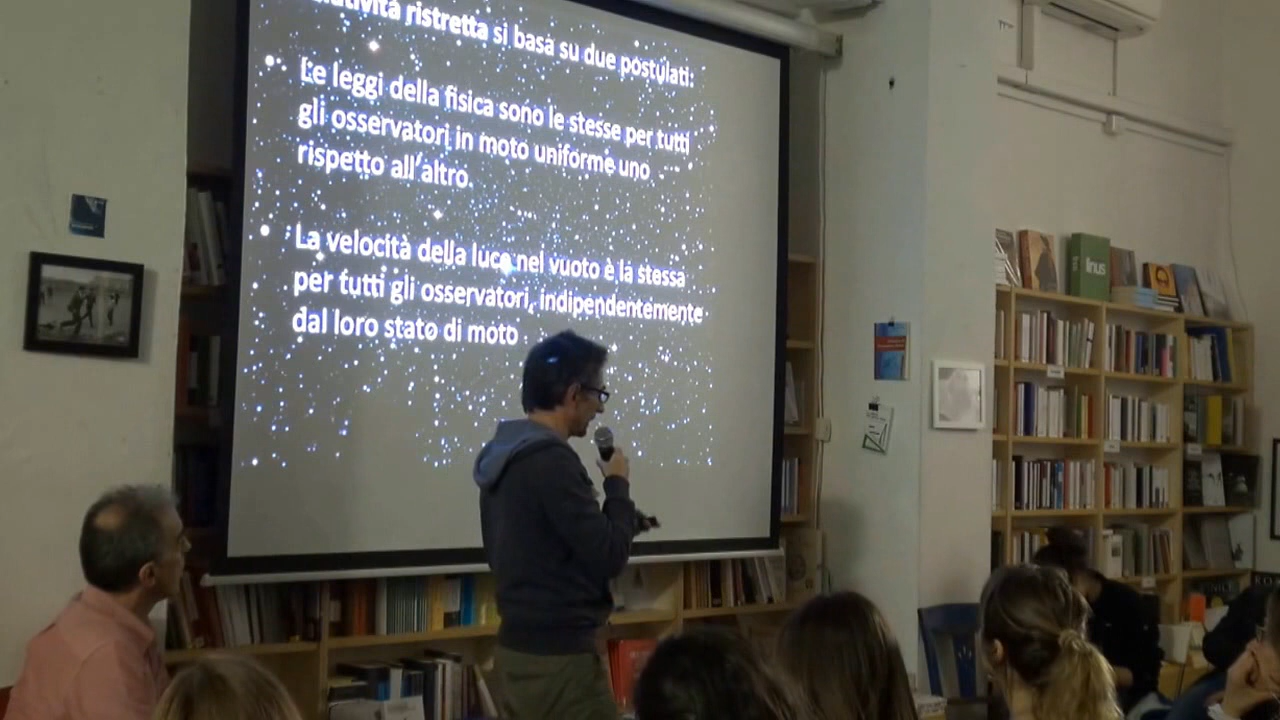 ristretta si basa su due postulati:
Le leggi della fisica sono le stesse per tutti
gli osservatori in moto uniforme uno
rispetto all'altro.
La velocità della luce nel vuoto è la stessa
per tutti gli osservatori, indipendentemente
dal loro stato di moto
linus